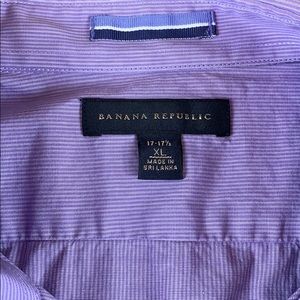 BANANA REPUBLIC
17-17½
XL
MADE IN
SRI LANKA